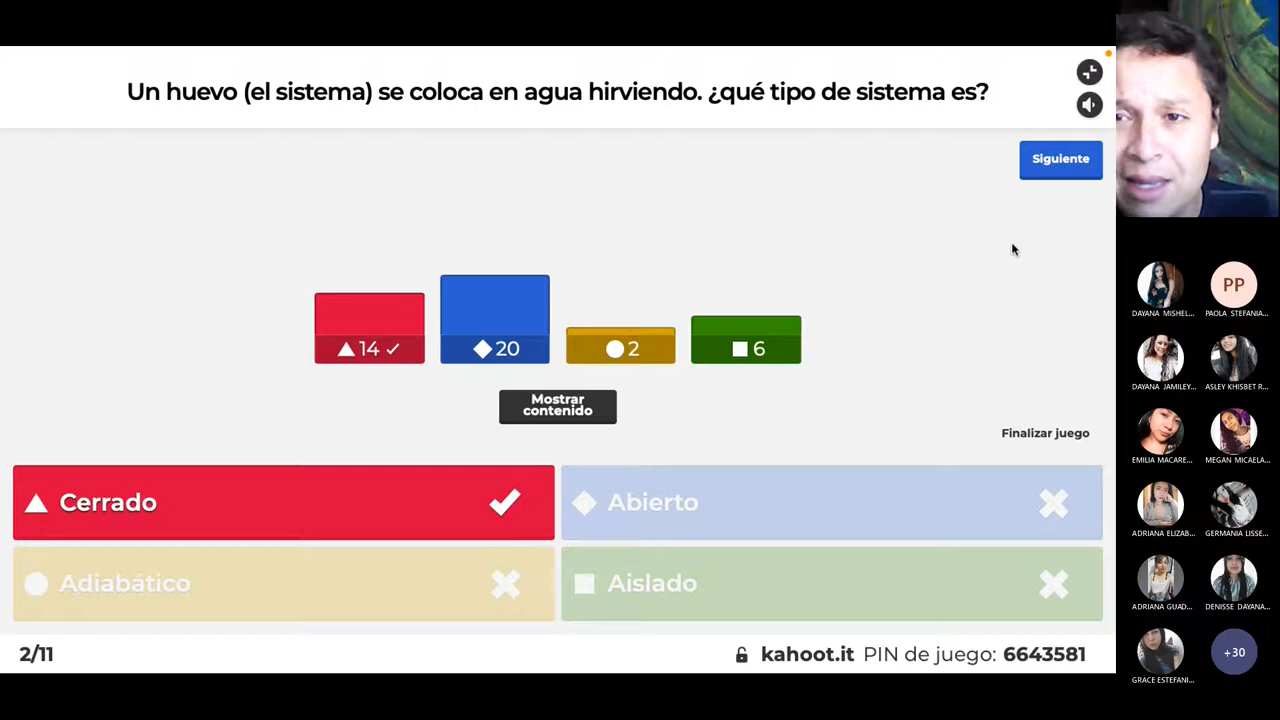 Un huevo (el sistema) se coloca en agua hirviendo. ¿qué tipo de sistema es?
Siguiente
14
20
2
6
Mostrar
contenido
Finalizar juego
Cerrado
Abierto
Adiabático
Aislado
2/11
kahoot.it PIN de juego: 6643581
PP
DAYANA MISHEL...
PAOLA STEFANIA...
DAYANA JAMILEY...
ASLEY KHISBET R...
EMILIA MACARE...
MEGAN MICAELA...
ADRIANA ELIZAB...
GERMANIA LISSE...
ADRIANA GUAD...
DENISSE DAYANA...
+30
GRACE ESTEFANI...